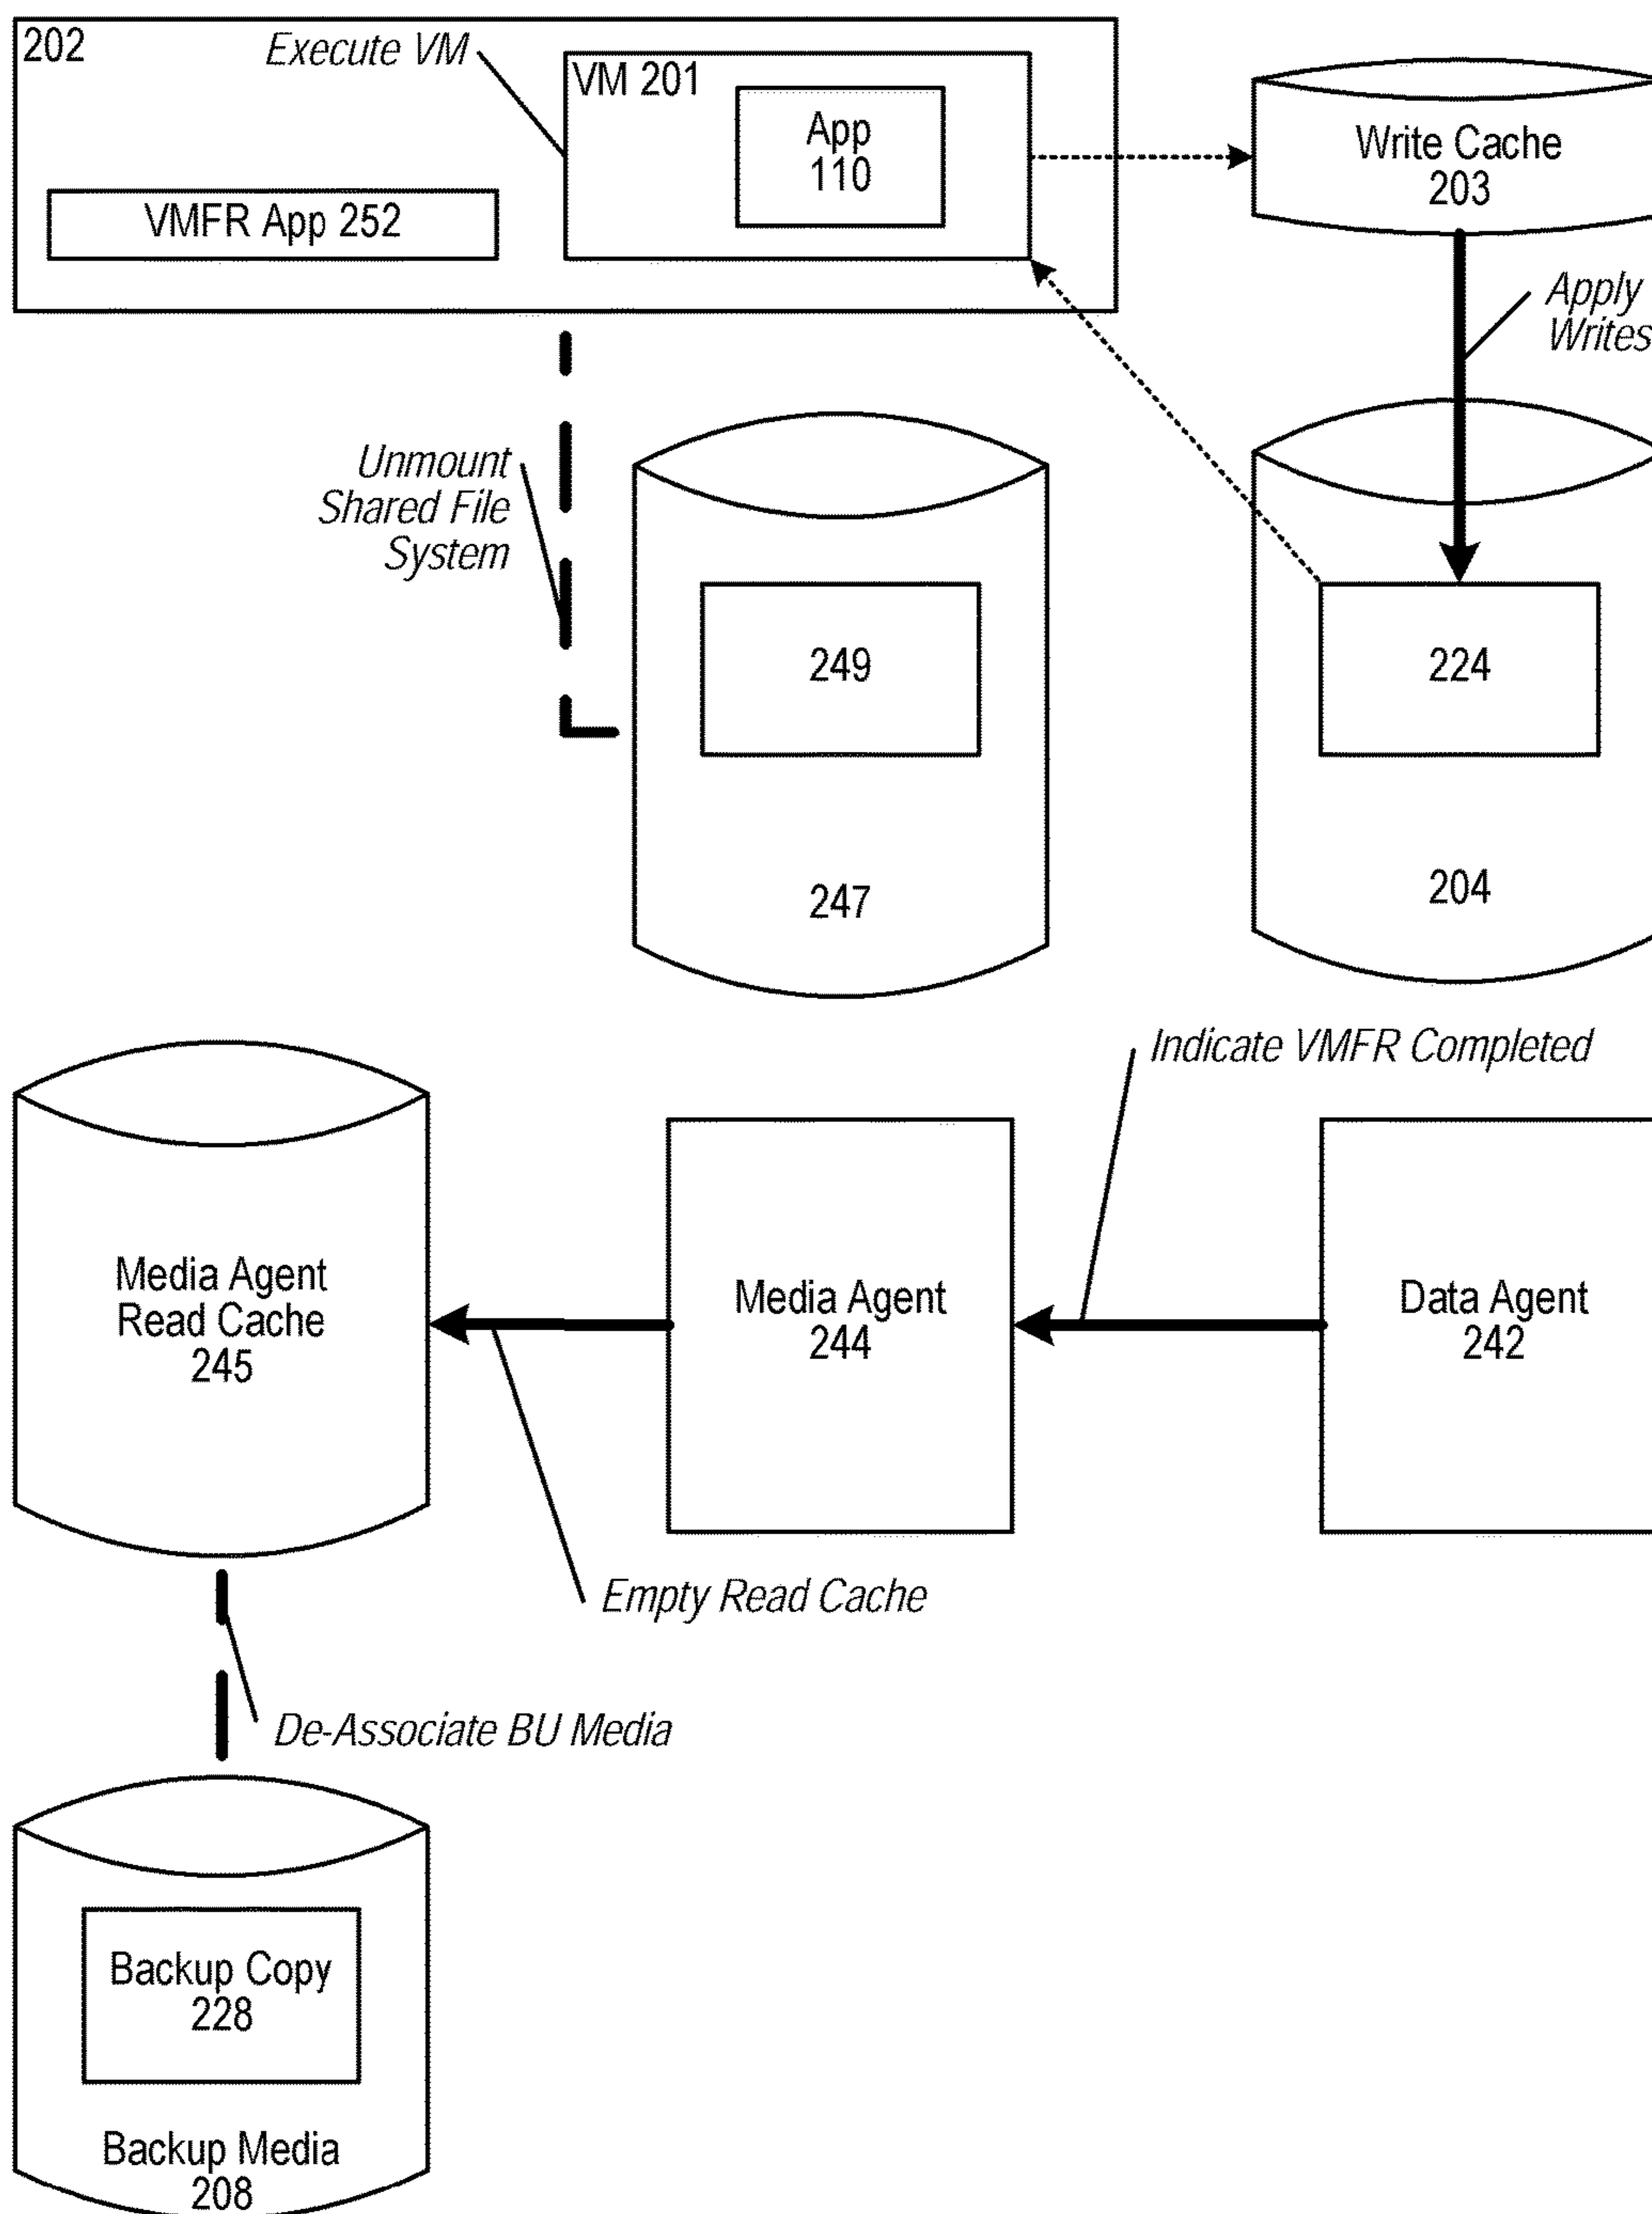 202
Execute VM
VM 201
App
110
VMFR App 252
Write Cache
203
Apply
Writes
Unmount
Shared File
System
249
247
224
204
Indicate VMFR Completed
Media Agent
Read Cache
245
Media Agent
244
Data Agent
242
Empty Read Cache
De-Associate BU Media
Backup Copy
228
Backup Media
208